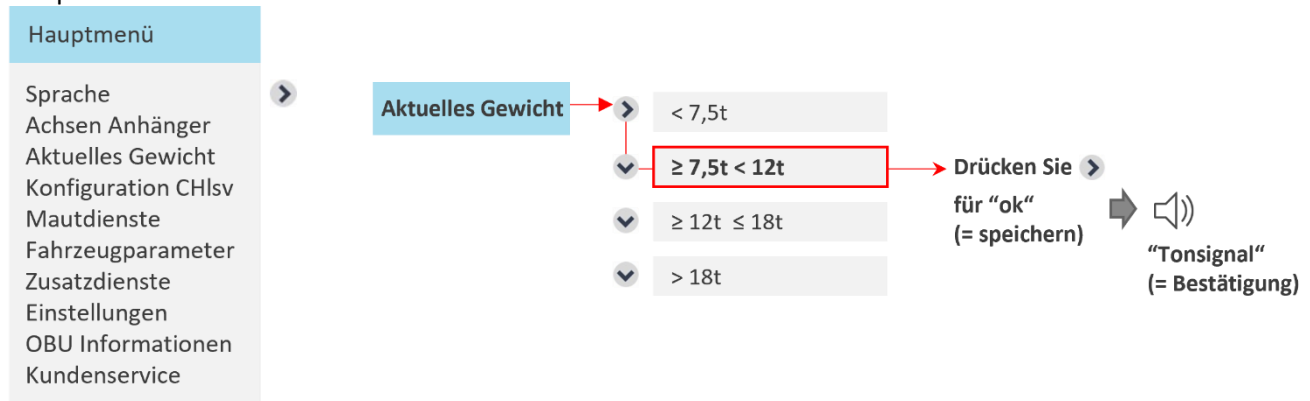 Hauptmenü
Sprache
Achsen Anhänger
Aktuelles Gewicht
Konfiguration CHlsv
Mautdienste
Fahrzeugparameter
Zusatzdienste
Einstellungen
OBU Informationen
Kundenservice
Aktuelles Gewicht
< 7,5t
≥ 7,5t < 12t
≥ 12t ≤ 18t
> 18t
Drücken Sie
für “ok“
(= speichern)
“Tonsignal“
(= Bestätigung)